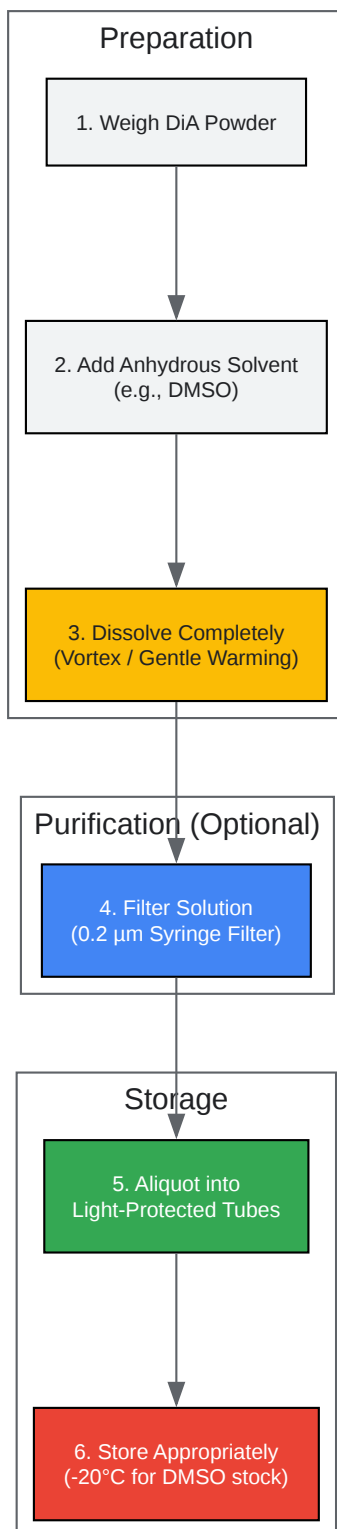 Preparation
1. Weigh DiA Powder
2. Add Anhydrous Solvent
(e.g., DMSO)
3. Dissolve Completely
(Vortex / Gentle Warming)
Purification (Optional)
4. Filter Solution
(0.2 µm Syringe Filter)
Storage
5. Aliquot into
Light-Protected Tubes
6. Store Appropriately
(-20°C for DMSO stock)